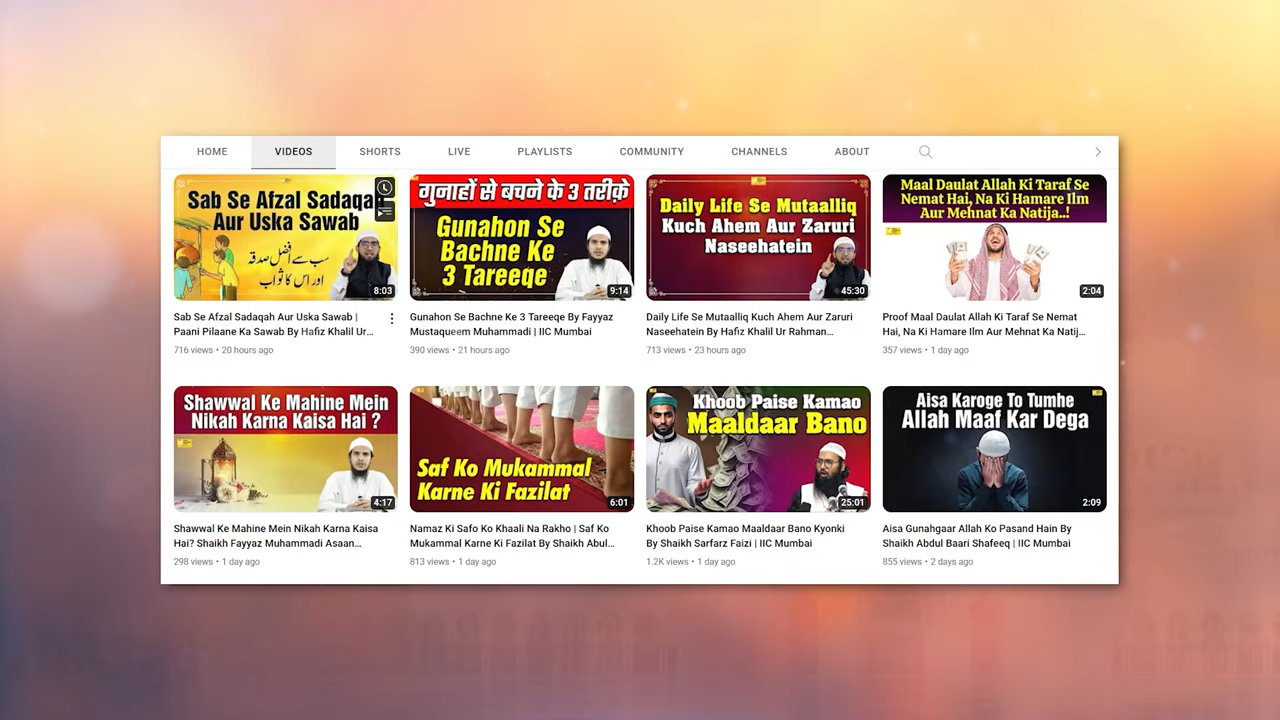 HOME VIDEOS SHORTS LIVE PLAYLISTS COMMUNITY CHANNELS ABOUT
Sab Se Afzal Sadaqah
Aur Uska Sawab
سب سے افضل صدقہ
اور اس کا ثواب
8:03
Sab Se Afzal Sadaqah Aur Uska Sawab |
Paani Pilaane Ka Sawab By Hafiz Khalil Ur...
716 views • 20 hours ago
गुनाहों से बचने के 3 तरीक़े
Gunahon Se
Bachne Ke
3 Tareeqe
9:14
Gunahon Se Bachne Ke 3 Tareeqe By Fayyaz
Mustaqueem Muhammadi | IIC Mumbai
390 views • 21 hours ago
Daily Life Se Mutaalliq
Kuch Ahem Aur Zaruri
Naseehatein
45:30
Daily Life Se Mutaalliq Kuch Ahem Aur Zaruri
Naseehatein By Hafiz Khalil Ur Rahman...
713 views • 23 hours ago
Maal Daulat Allah Ki Taraf Se
Nemat Hai, Na Ki Hamare Ilm
Aur Mehnat Ka Natija..!
2:04
Proof Maal Daulat Allah Ki Taraf Se Nemat
Hai, Na Ki Hamare Ilm Aur Mehnat Ka Natij...
357 views • 1 day ago
Shawwal Ke Mahine Mein
Nikah Karna Kaisa Hai ?
4:17
Shawwal Ke Mahine Mein Nikah Karna Kaisa
Hai? Shaikh Fayyaz Muhammadi Asaan...
298 views • 1 day ago
Saf Ko Mukammal
Karne Ki Fazilat
6:01
Namaz Ki Safo Ko Khaali Na Rakho | Saf Ko
Mukammal Karne Ki Fazilat By Shaikh Abul...
813 views • 1 day ago
Khoob Paise Kamao
Maaldaar Bano
25:01
Khoob Paise Kamao Maaldaar Bano Kyonki
By Shaikh Sarfarz Faizi | IIC Mumbai
1.2K views • 1 day ago
Aisa Karoge To Tumhe
Allah Maaf Kar Dega
2:09
Aisa Gunahgaar Allah Ko Pasand Hain By
Shaikh Abdul Baari Shafeeq | IIC Mumbai
855 views • 2 days ago